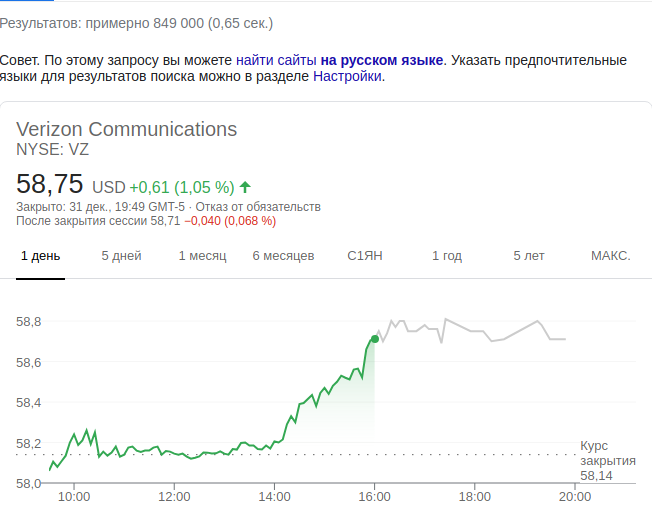 Результатов: примерно 849 000 (0,65 сек.)
Совет. По этому запросу вы можете найти сайты на русском языке. Указать предпочтительные
языки для результатов поиска можно в разделе Настройки.
Verizon Communications
NYSE: VZ
58,75 USD +0,61 (1,05 %)
Закрыто: 31 дек., 19:49 GMT-5 · Отказ от обязательств
После закрытия сессии 58,71 −0,040 (0,068 %)
1 день 5 дней 1 месяц 6 месяцев С1ЯН 1 год 5 лет МАКС.
58,8
58,6
58,4
58,2
Курс
закрытия
58,14
58,0
10:00 12:00 14:00 16:00 18:00 20:00